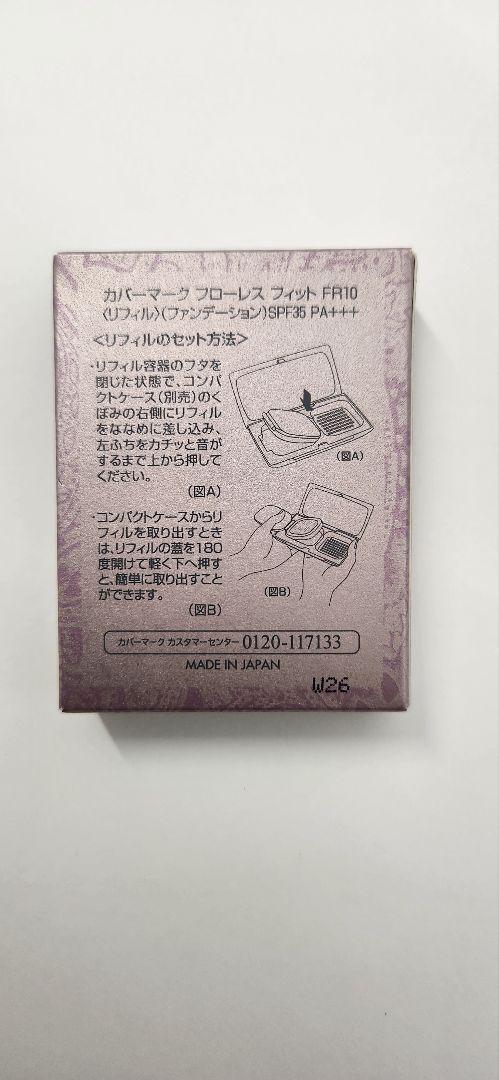 カバーマーク フローレス フィット FR10
〈リフィル〉〈ファンデーション〉SPF35 PA+++
＜リフィルのセット方法＞
・リフィル容器のフタを
閉じた状態で、コンパ
クトケース(別売)のく
ぼみの右側にリフィル
をななめに差し込み、
左ふちをカチッと音が
するまで上から押して
ください。
(図A)
(図A)
・コンパクトケースからリ
フィルを取り出すとき
は、リフィルの蓋を180
度開けて軽く下へ押す
と、簡単に取り出すこと
ができます。
(図B)
(図B)
カバーマーク カスタマーセンター 0120-117133
MADE IN JAPAN
W26